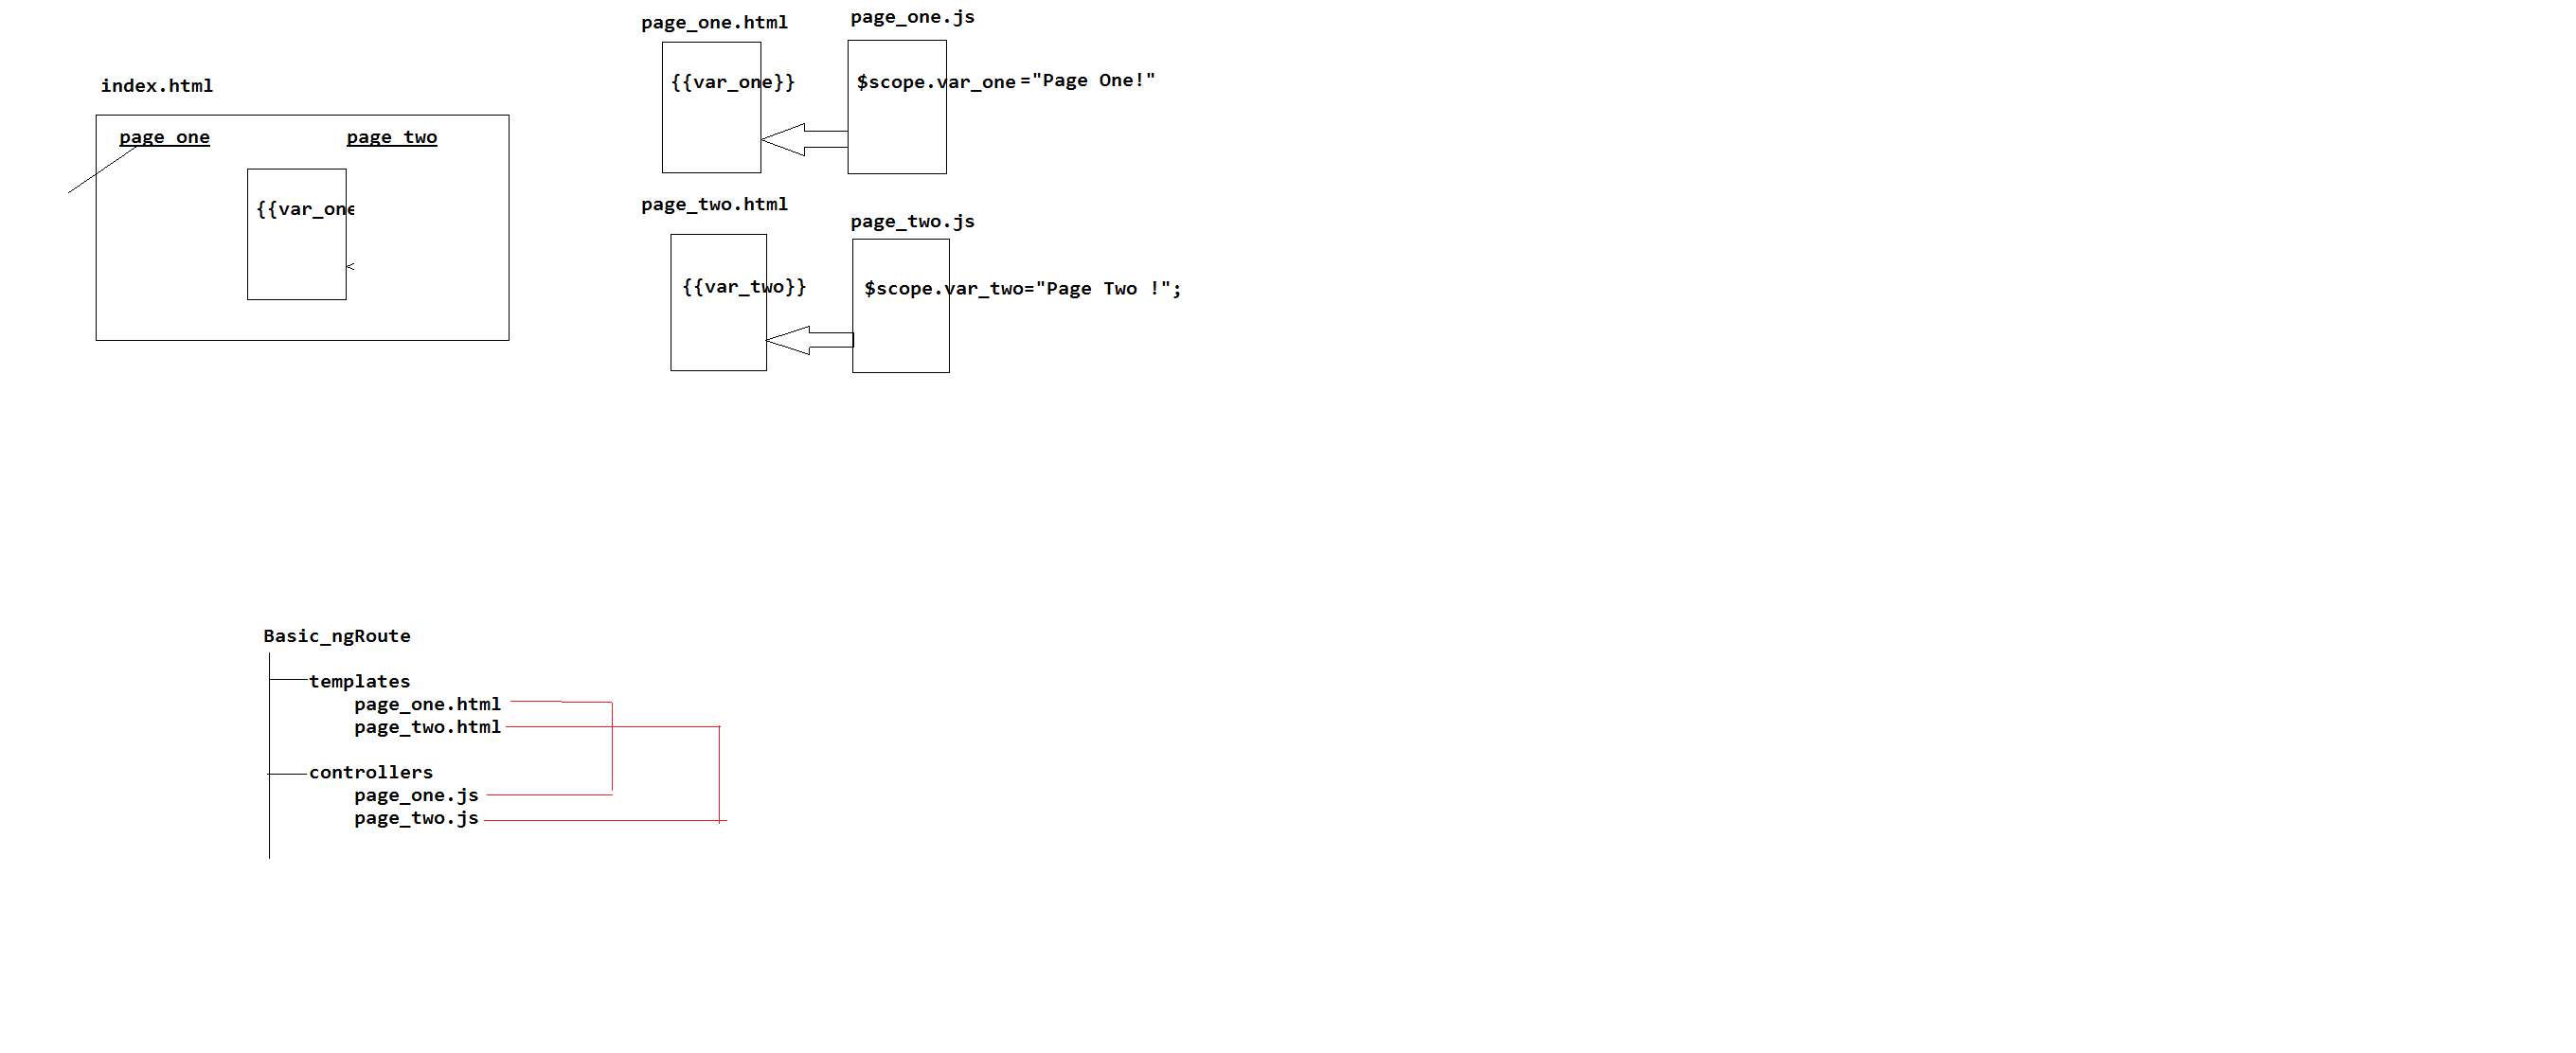 index.html
page one
page two
{{var_one
page_one.html
page_one.js
{{var_one}}
$scope.var_one="Page One!"
page_two.html
page_two.js
{{var_two}}
$scope.var_two="Page Two !";
Basic_ngRoute
templates
page_one.html
page_two.html
controllers
page_one.js
page_two.js